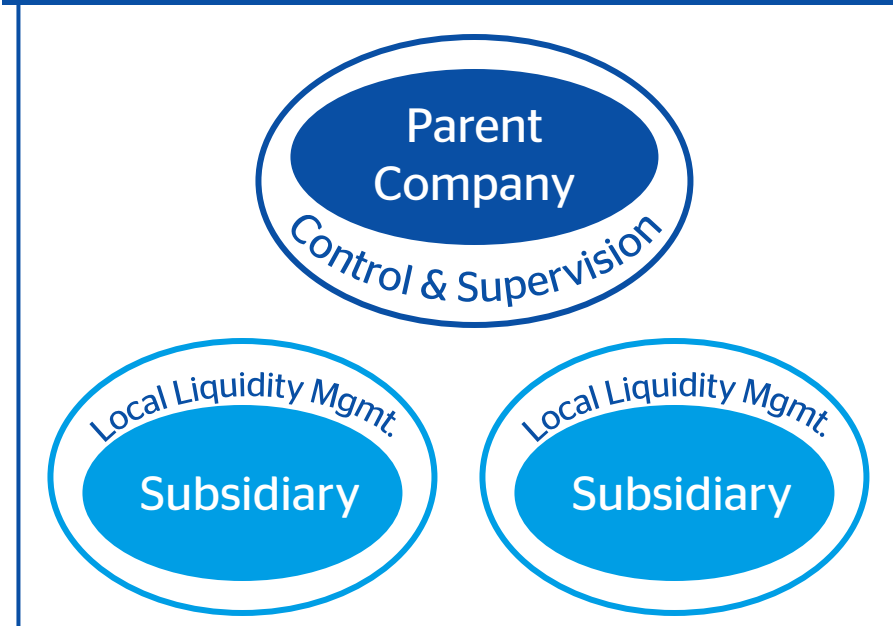 Parent
Company
Control & Supervision
Local Liquidity Mgmt.
Subsidiary
Local Liquidity Mgmt.
Subsidiary